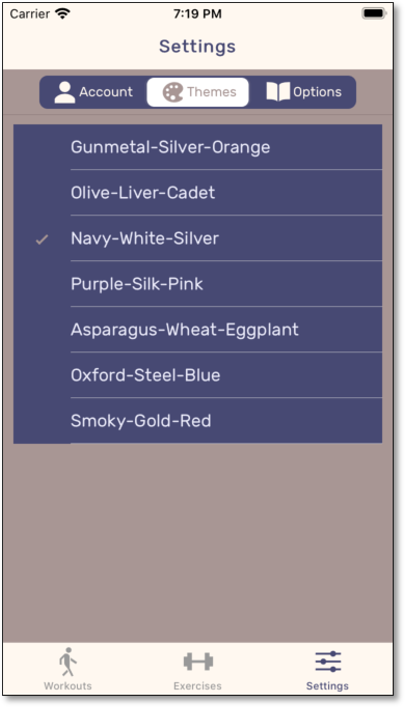 Carrier 7:19 PM
Settings
Account Themes Options
Gunmetal-Silver-Orange
Olive-Liver-Cadet
Navy-White-Silver
Purple-Silk-Pink
Asparagus-Wheat-Eggplant
Oxford-Steel-Blue
Smoky-Gold-Red
Workouts Exercises Settings